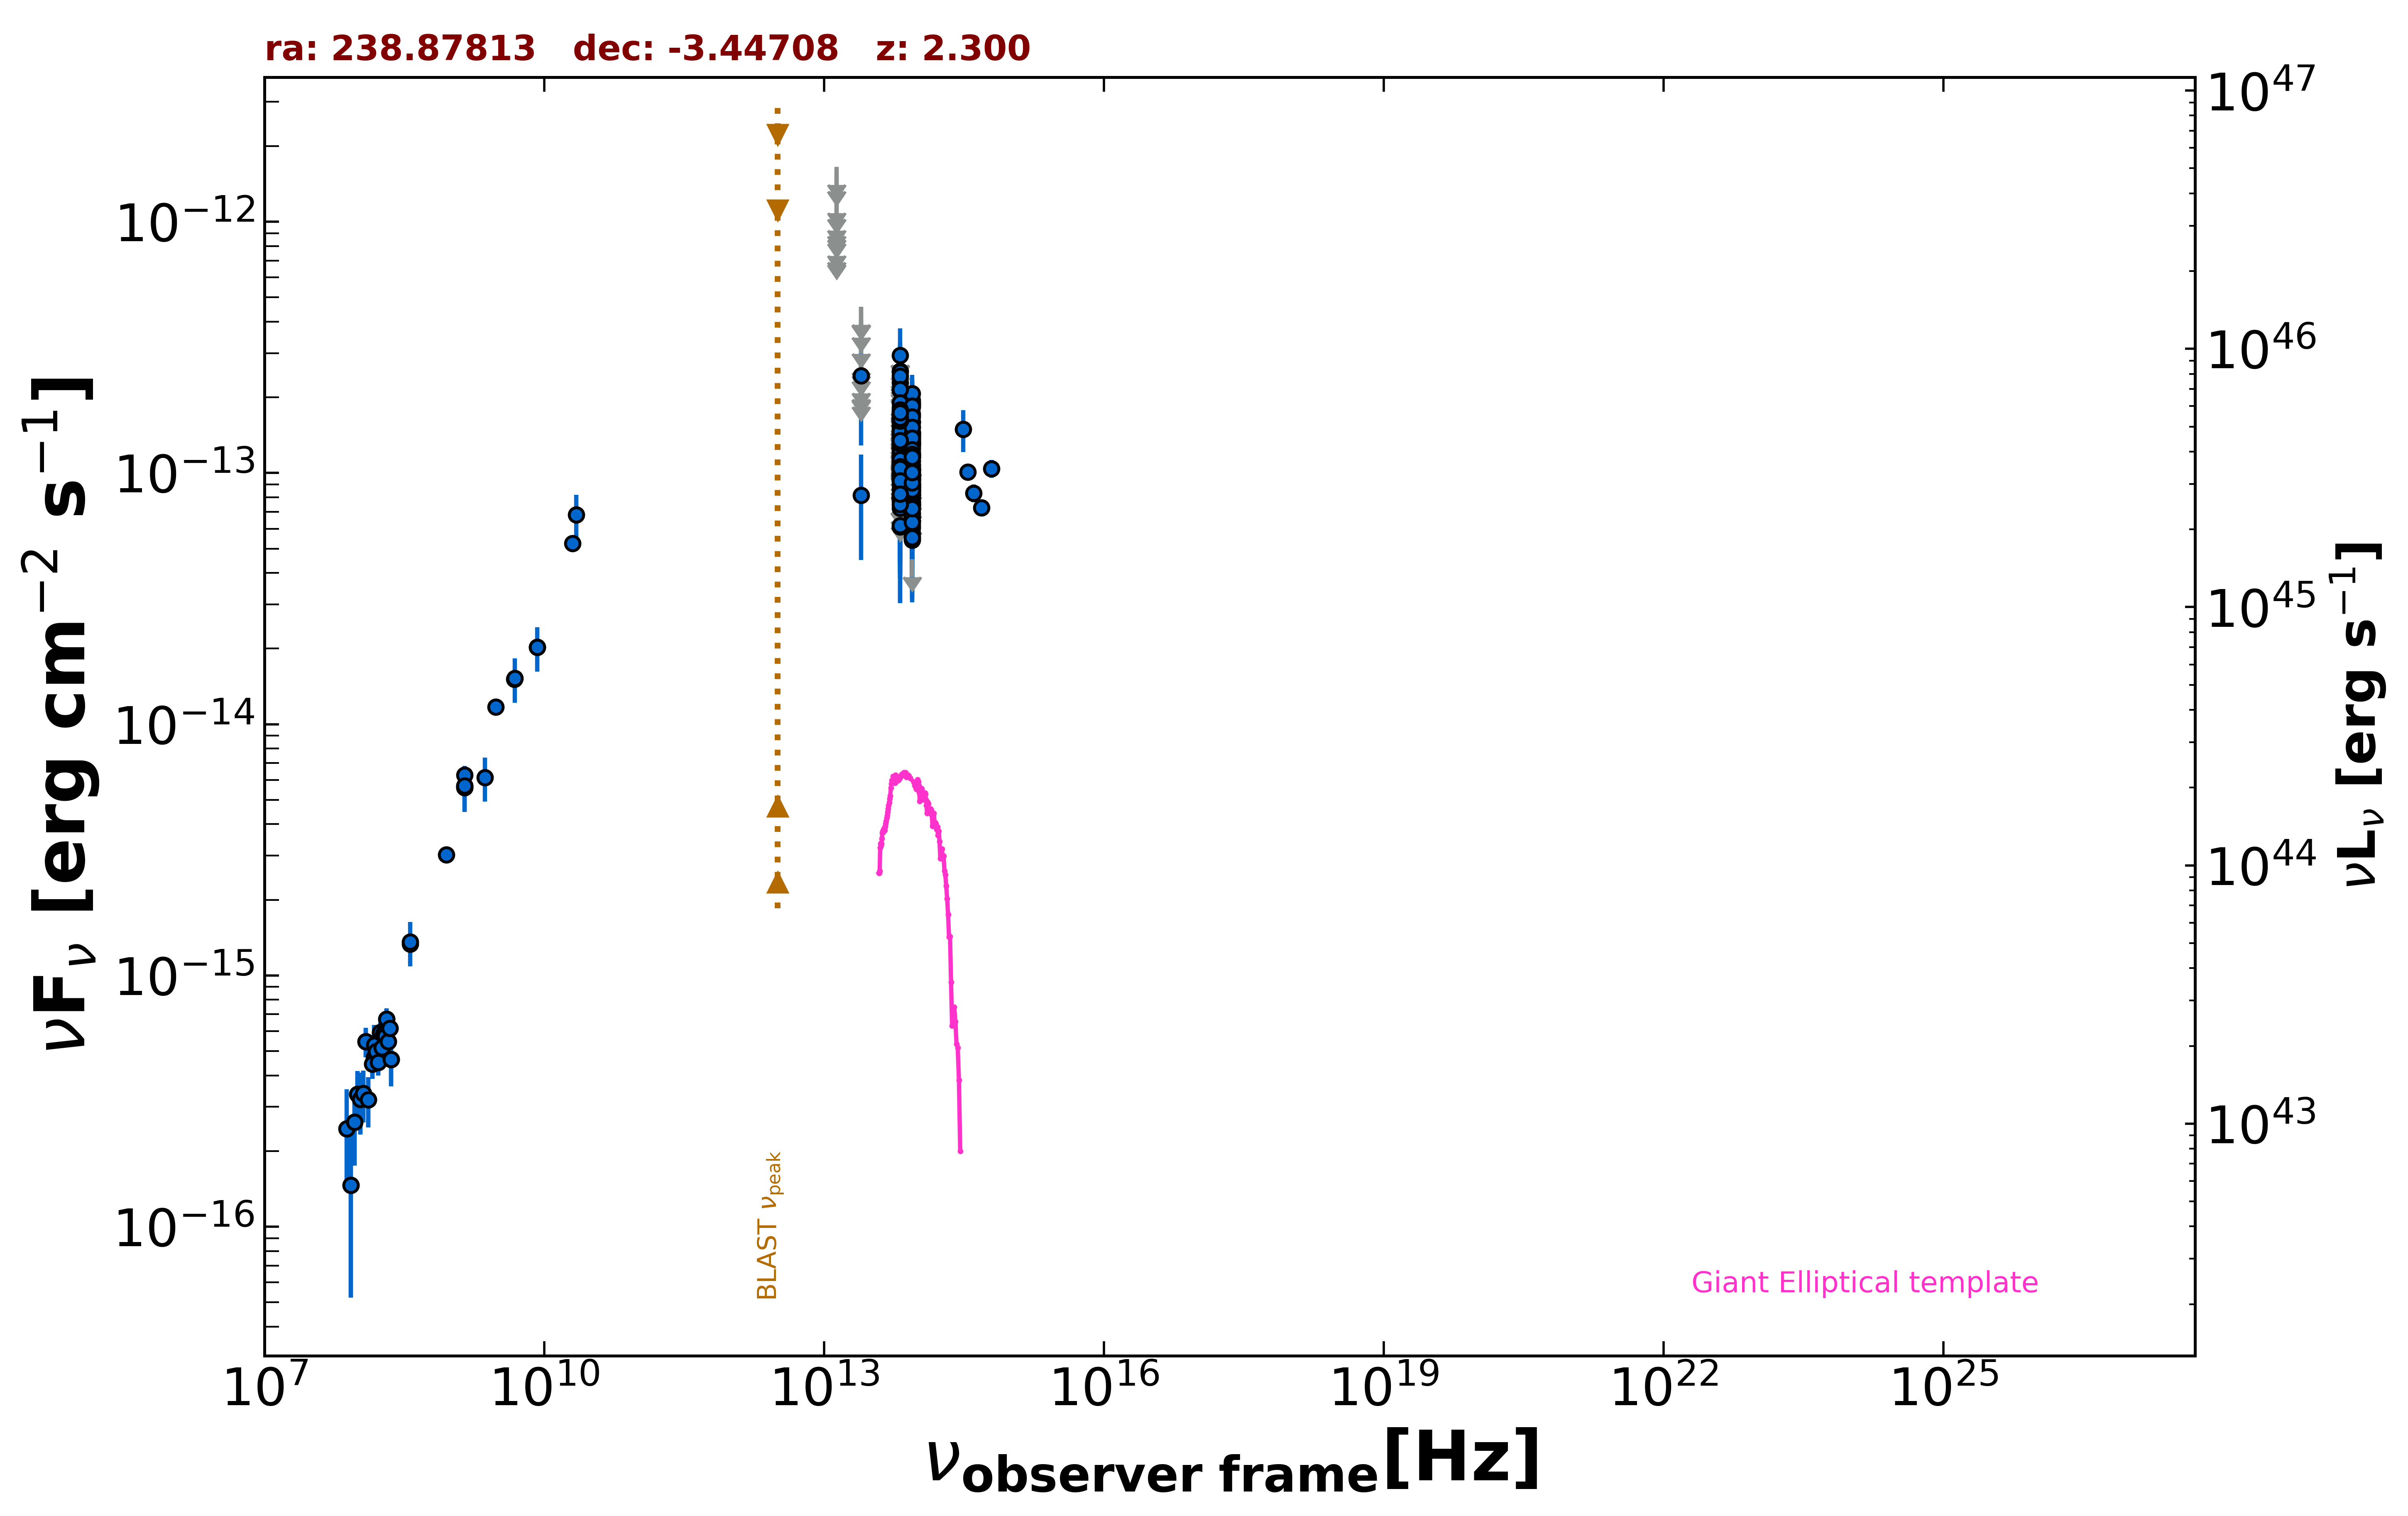 ra: 238.87813   dec: -3.44708   z: 2.300
10^47
10^46
10^45
10^44
10^43
νL_ν [erg s^−1]
10^−12
10^−13
10^−14
10^−15
10^−16
νF_ν [erg cm^−2 s^−1]
BLAST ν_peak
Giant Elliptical template
10^7 10^10 10^13 10^16 10^19 10^22 10^25
ν_observer frame [Hz]